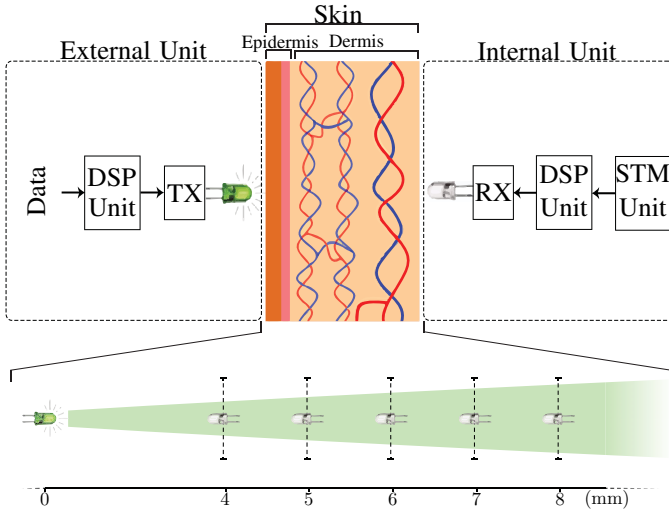 Skin
External Unit
Epidermis
Dermis
Internal Unit
Data
DSP
Unit
TX
RX
DSP
Unit
STM
Unit
0
4
5
6
7
8
(mm)